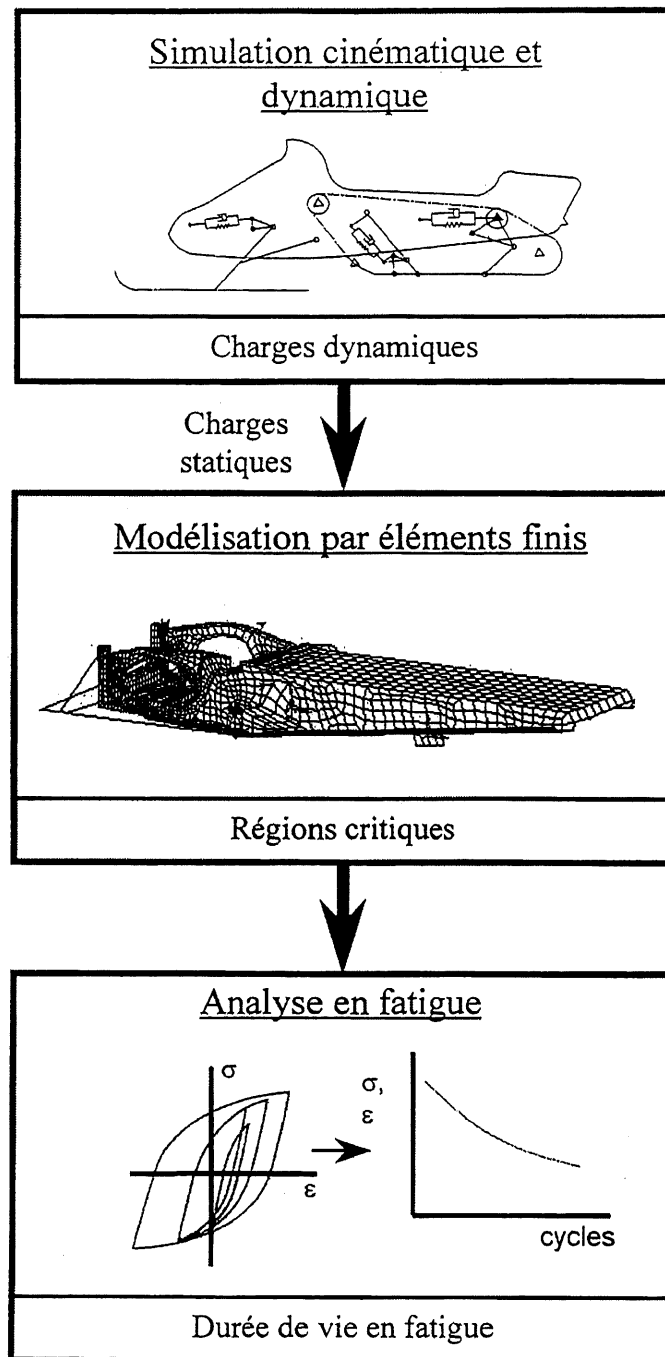 Simulation cinématique et
dynamique
Charges dynamiques
Charges
statiques
Modélisation par éléments finis
Régions critiques
Analyse en fatigue
σ
ε
σ,
ε
cycles
Durée de vie en fatigue